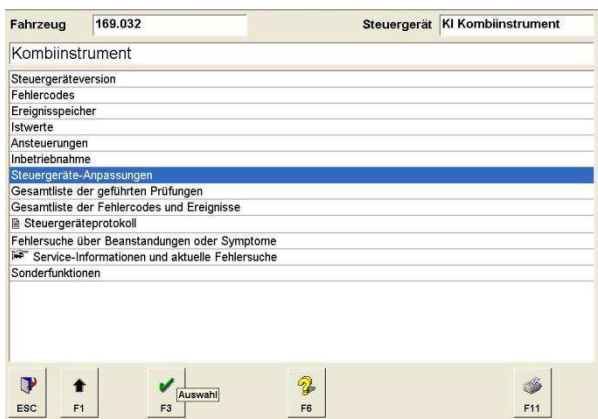 Fahrzeug 169.032 Steuergerät KI Kombiinstrument
Kombiinstrument
Steuergeräteversion
Fehlercodes
Ereignisspeicher
Istwerte
Ansteuerungen
Inbetriebnahme
Steuergeräte-Anpassungen
Gesamtliste der geführten Prüfungen
Gesamtliste der Fehlercodes und Ereignisse
Steuergeräteprotokoll
Fehlersuche über Beanstandungen oder Symptome
Service-Informationen und aktuelle Fehlersuche
Sonderfunktionen
Auswahl
ESC F1 F3 F6 F11